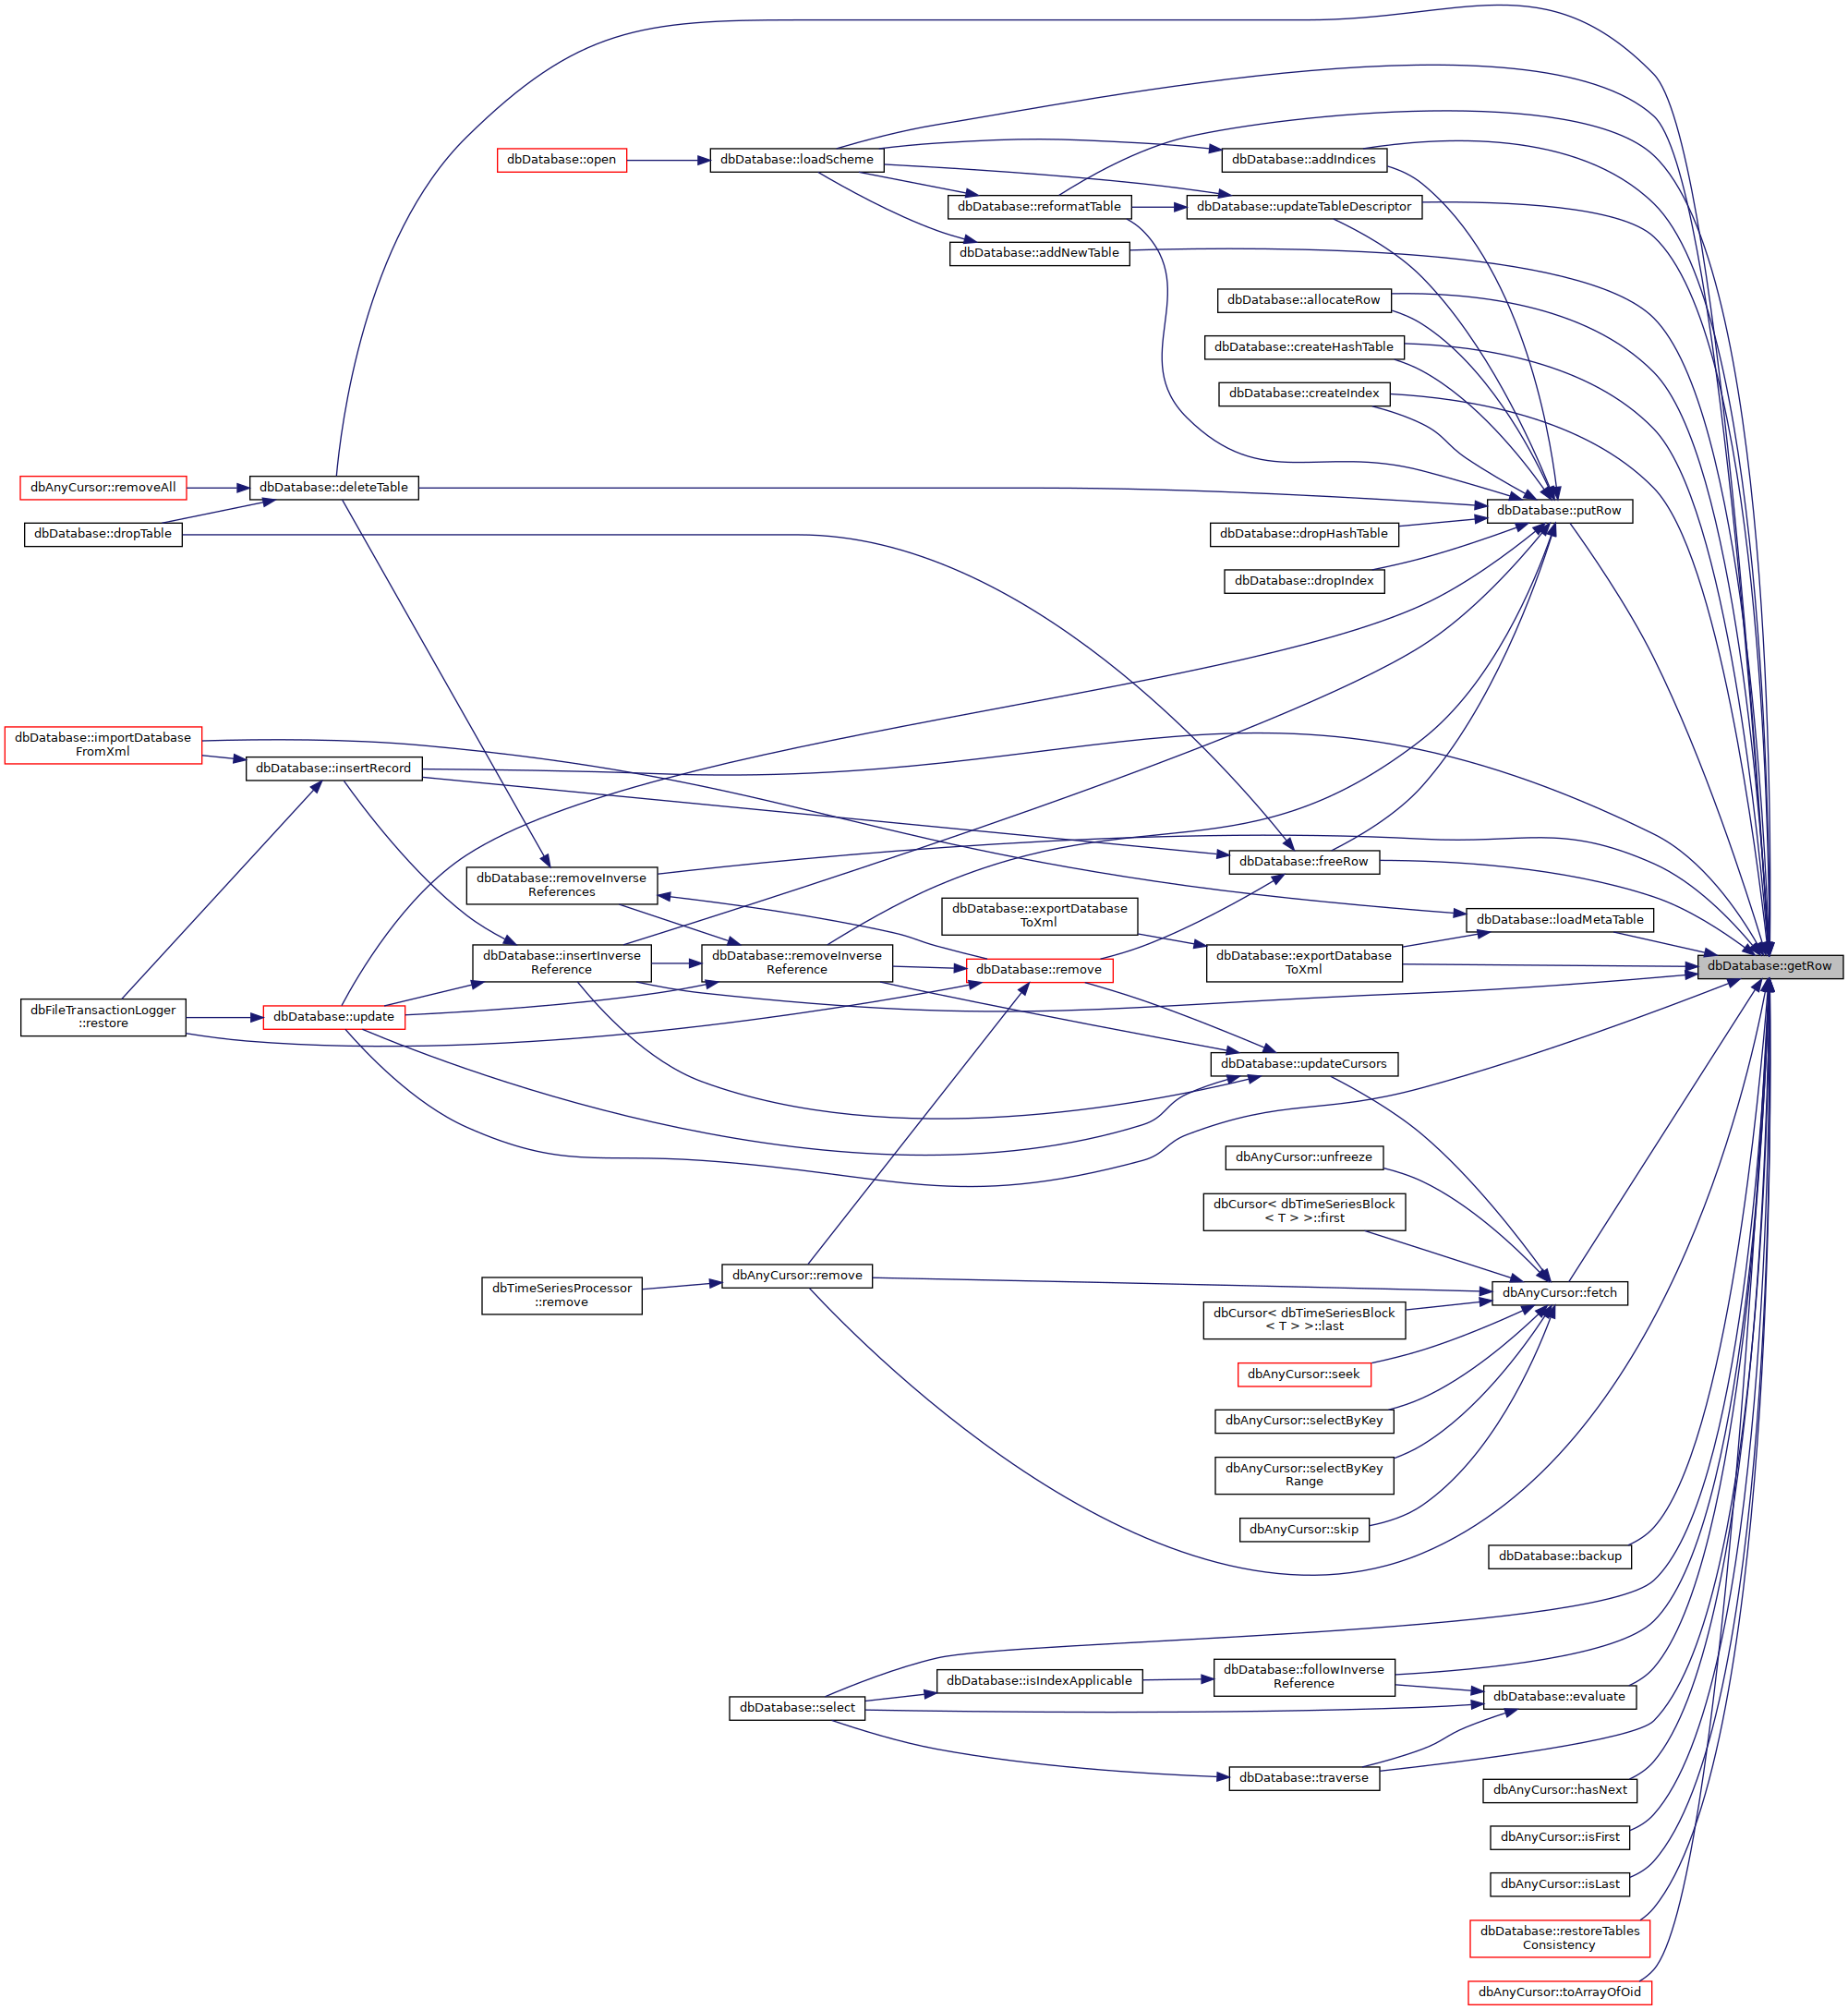 dbDatabase::open
dbDatabase::loadScheme
dbDatabase::addIndices
dbDatabase::reformatTable
dbDatabase::updateTableDescriptor
dbDatabase::addNewTable
dbDatabase::allocateRow
dbDatabase::createHashTable
dbDatabase::createIndex
dbAnyCursor::removeAll
dbDatabase::deleteTable
dbDatabase::putRow
dbDatabase::dropTable
dbDatabase::dropHashTable
dbDatabase::dropIndex
dbDatabase::importDatabase
FromXml
dbDatabase::insertRecord
dbDatabase::freeRow
dbDatabase::removeInverse
References
dbDatabase::exportDatabase
ToXml
dbDatabase::loadMetaTable
dbDatabase::insertInverse
Reference
dbDatabase::removeInverse
Reference
dbDatabase::remove
dbDatabase::exportDatabase
ToXml
dbDatabase::getRow
dbFileTransactionLogger
::restore
dbDatabase::update
dbDatabase::updateCursors
dbAnyCursor::unfreeze
dbCursor< dbTimeSeriesBlock
< T > >::first
dbTimeSeriesProcessor
::remove
dbAnyCursor::remove
dbAnyCursor::fetch
dbCursor< dbTimeSeriesBlock
< T > >::last
dbAnyCursor::seek
dbAnyCursor::selectByKey
dbAnyCursor::selectByKey
Range
dbAnyCursor::skip
dbDatabase::backup
dbDatabase::followInverse
Reference
dbDatabase::isIndexApplicable
dbDatabase::evaluate
dbDatabase::select
dbDatabase::traverse
dbAnyCursor::hasNext
dbAnyCursor::isFirst
dbAnyCursor::isLast
dbDatabase::restoreTables
Consistency
dbAnyCursor::toArrayOfOid